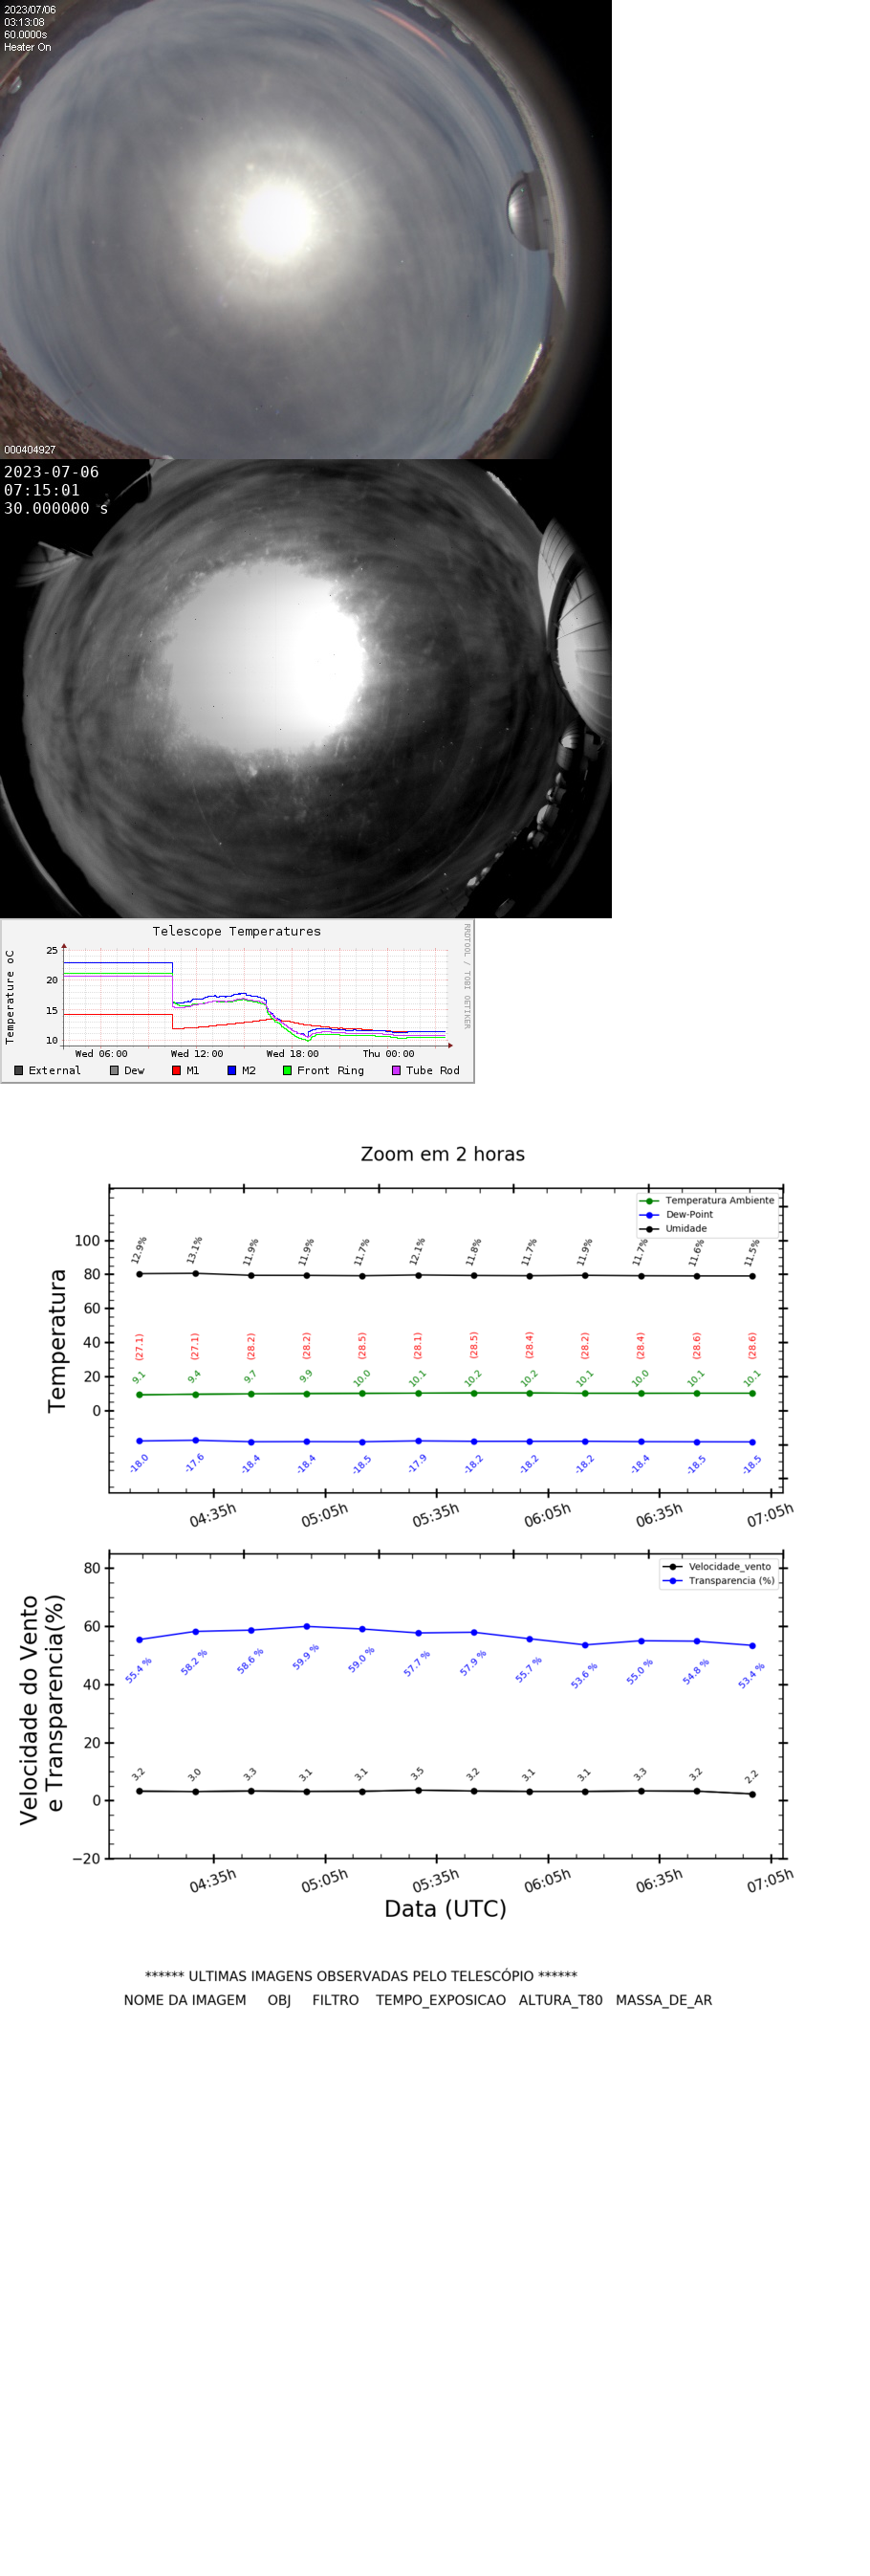 2023/07/06
03:13:08
60.0000s
Heater On
000404927
2023-07-06
07:15:01
30.000000 s
Telescope Temperatures
RRDTOOL / TOBI OETIKER
Temperature oC
25
20
15
10
Wed 06:00 Wed 12:00 Wed 18:00 Thu 00:00
External Dew M1 M2 Front Ring Tube Rod
Zoom em 2 horas
Temperatura Ambiente
Dew-Point
Umidade
Temperatura
100
80
60
40
20
0
12.9% 13.1% 11.9% 11.9% 11.7% 12.1% 11.8% 11.7% 11.9% 11.7% 11.6% 11.5%
(27.1) (27.1) (28.2) (28.2) (28.5) (28.1) (28.5) (28.4) (28.2) (28.4) (28.6) (28.6)
9.1 9.4 9.7 9.9 10.0 10.1 10.2 10.2 10.1 10.0 10.1 10.1
-18.0 -17.6 -18.4 -18.4 -18.5 -17.9 -18.2 -18.2 -18.2 -18.4 -18.5 -18.5
04:35h 05:05h 05:35h 06:05h 06:35h 07:05h
Velocidade_vento
Transparencia (%)
Velocidade do Vento
e Transparencia(%)
80
60
40
20
0
−20
55.4 % 58.2 % 58.6 % 59.9 % 59.0 % 57.7 % 57.9 % 55.7 % 53.6 % 55.0 % 54.8 % 53.4 %
3.2 3.0 3.3 3.1 3.1 3.5 3.2 3.1 3.1 3.3 3.2 2.2
04:35h 05:05h 05:35h 06:05h 06:35h 07:05h
Data (UTC)
****** ULTIMAS IMAGENS OBSERVADAS PELO TELESCÓPIO ******
NOME DA IMAGEM OBJ FILTRO TEMPO_EXPOSICAO ALTURA_T80 MASSA_DE_AR